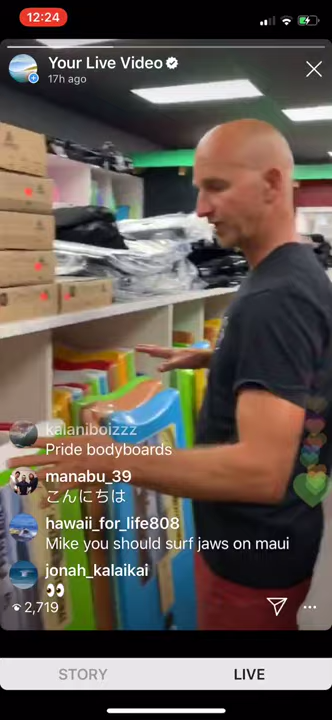 12:24
Your Live Video
17h ago
kalaniboizzz
Pride bodyboards
manabu_39
こんにちは
hawaii_for_life808
Mike you should surf jaws on maui
jonah_kalaikai
👀
2,719
STORY
LIVE